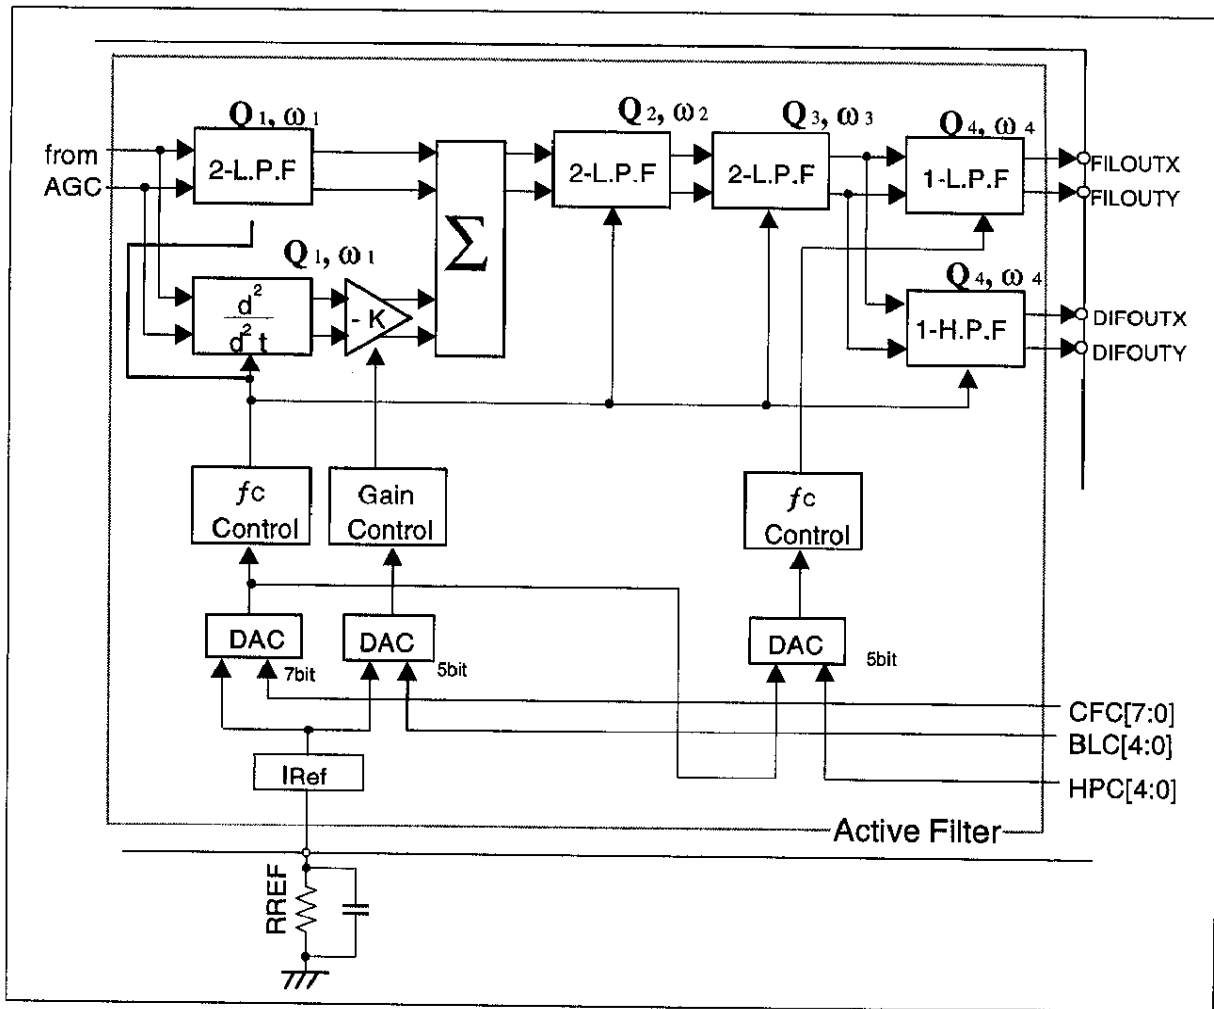 Q1, ω1
Q2, ω2
Q3, ω3
Q4, ω4
from
AGC
2-L.P.F
2-L.P.F
2-L.P.F
1-L.P.F
FILOUTX
FILOUTY
Σ
Q1, ω1
Q4, ω4
d²
d² t
- K
1-H.P.F
DIFOUTX
DIFOUTY
fc
Control
Gain
Control
fc
Control
DAC
7bit
DAC
5bit
DAC
5bit
CFC[7:0]
BLC[4:0]
HPC[4:0]
IRef
Active Filter
RREF